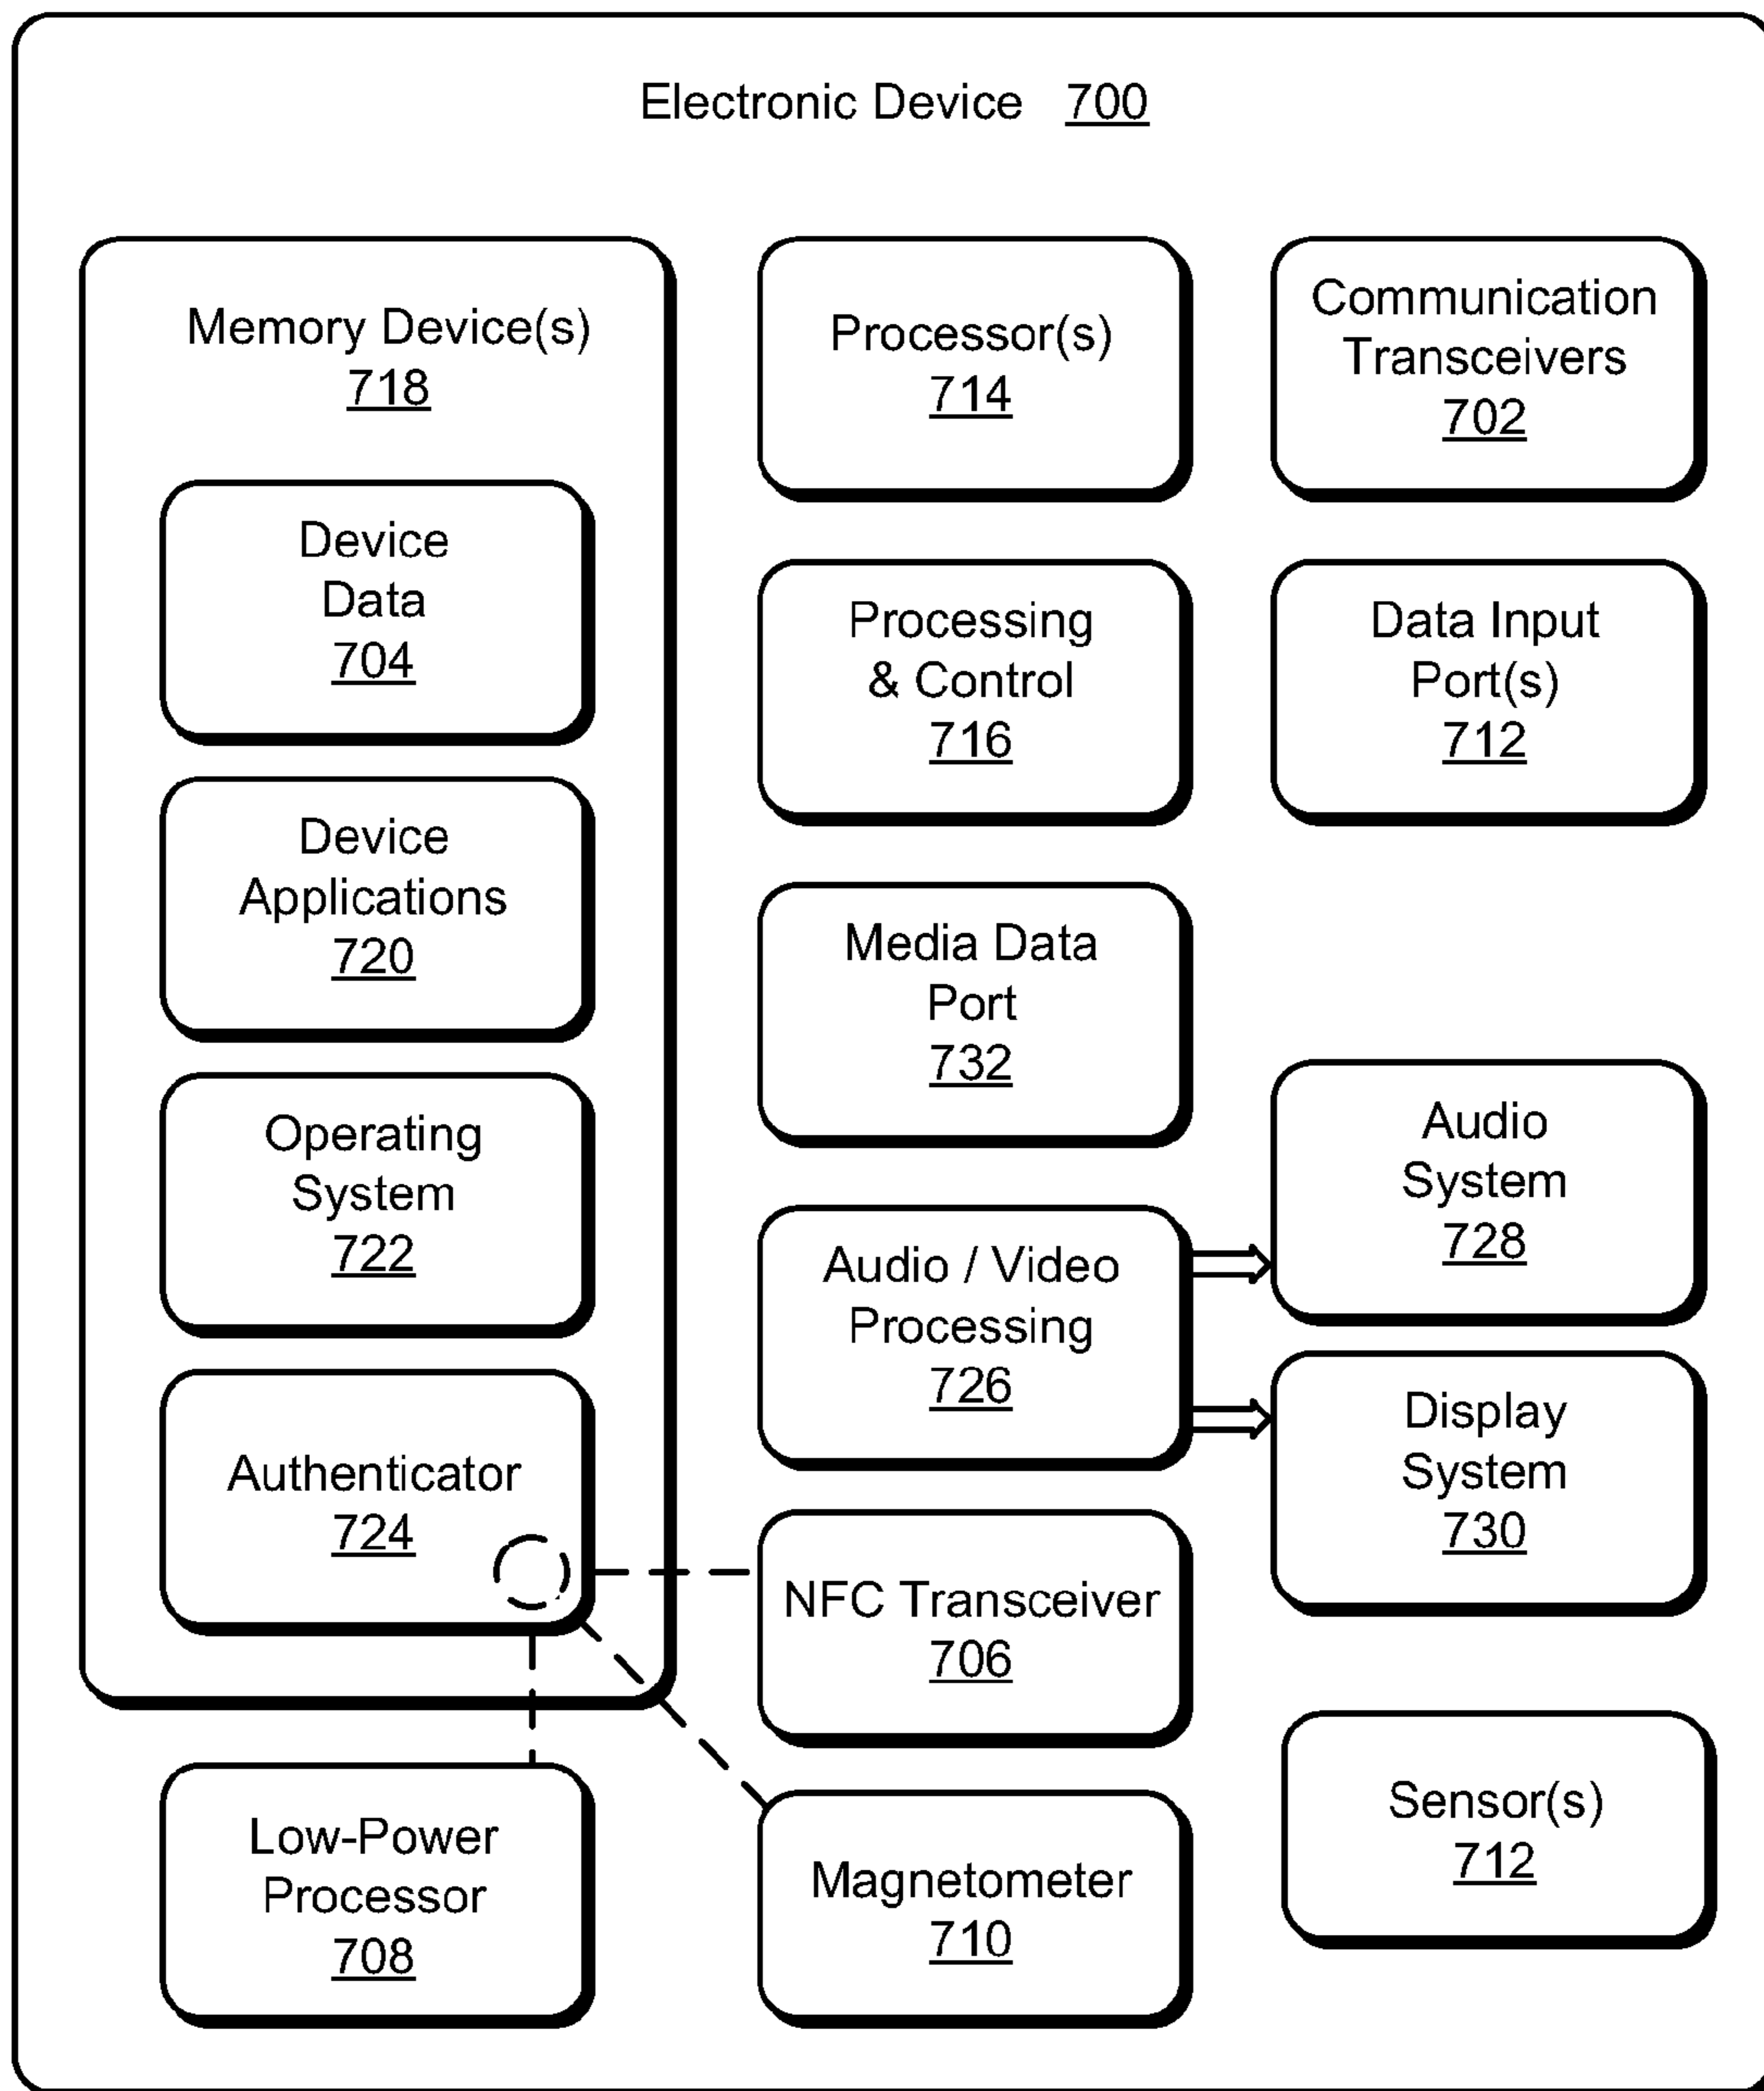 Electronic Device 700
Memory Device(s)
718
Device
Data
704
Device
Applications
720
Operating
System
722
Authenticator
724
Low-Power
Processor
708
Processor(s)
714
Processing
& Control
716
Media Data
Port
732
Audio / Video
Processing
726
NFC Transceiver
706
Magnetometer
710
Communication
Transceivers
702
Data Input
Port(s)
712
Audio
System
728
Display
System
730
Sensor(s)
712